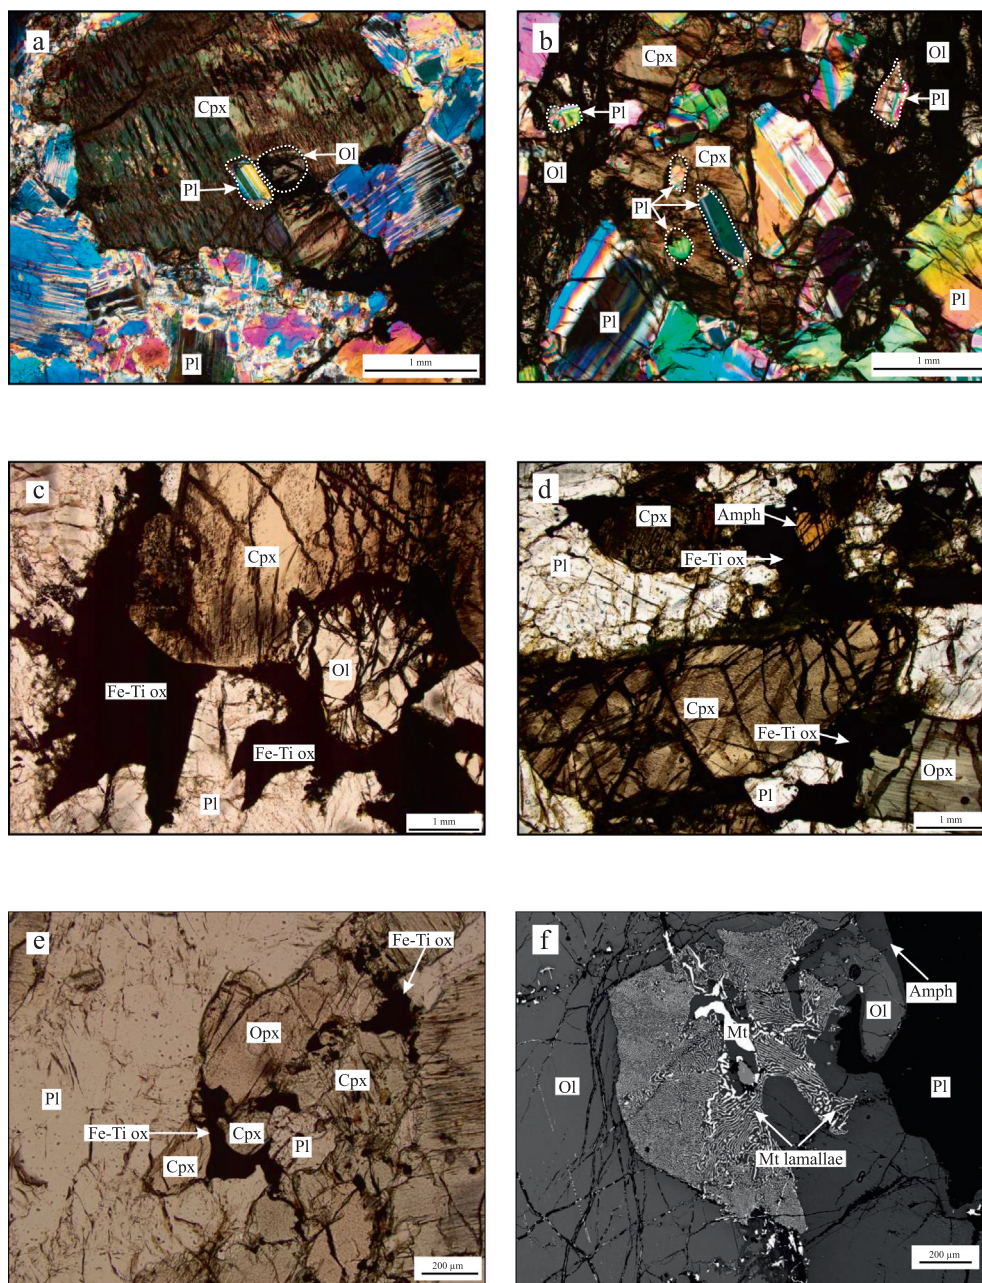 a
Cpx
Ol
Pl
Pl
1 mm
b
Cpx
Ol
Pl
Pl
Cpx
Ol
Pl
Pl
Pl
1 mm
c
Cpx
Ol
Fe-Ti ox
Fe-Ti ox
Pl
1 mm
d
Amph
Cpx
Fe-Ti ox
Pl
Cpx
Fe-Ti ox
Opx
Pl
1 mm
e
Fe-Ti ox
Opx
Cpx
Pl
Fe-Ti ox
Cpx
Pl
Cpx
200 µm
f
Amph
Ol
Mt
Ol
Pl
Mt lamallae
200 µm